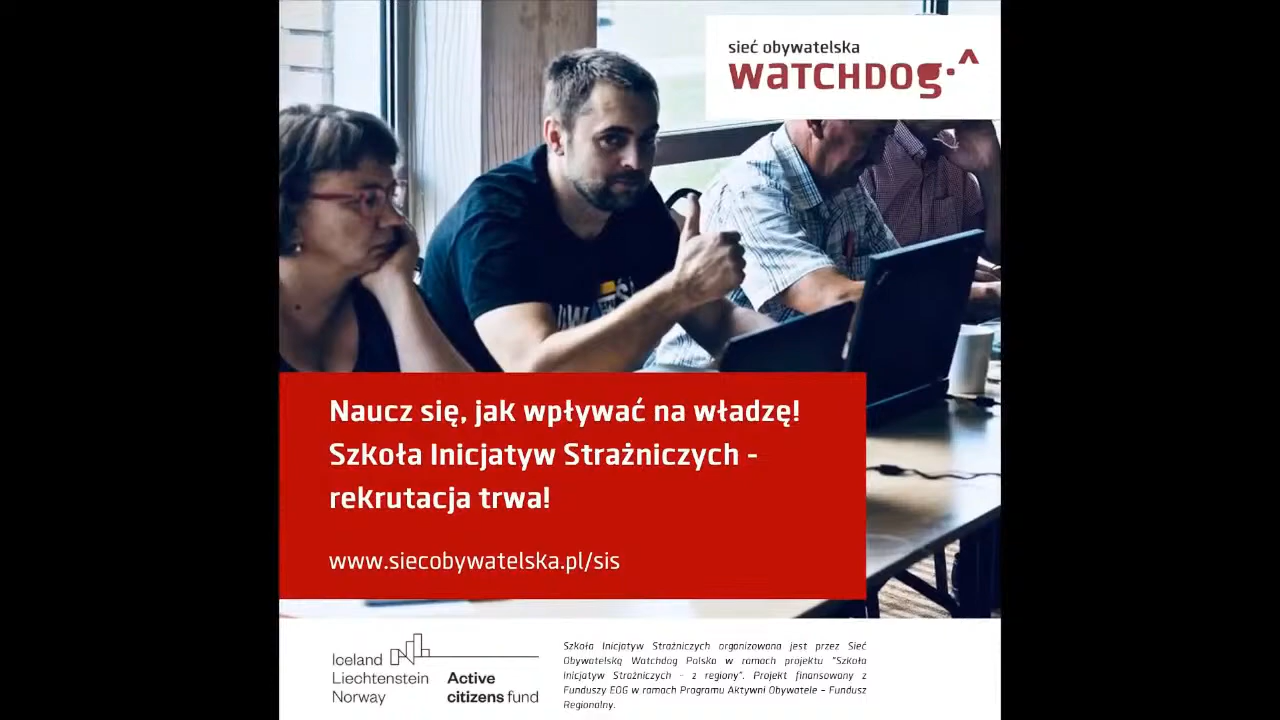 sieć obywatelska
WATCHDOG
Naucz się, jak wpływać na władzę!
Szkoła Inicjatyw Strażniczych -
rekrutacja trwa!
www.siecobywatelska.pl/sis
Iceland
Liechtenstein
Norway
Active
citizens fund
Szkoła Inicjatyw Strażniczych organizowana jest przez Sieć
Obywatelską Watchdog Polska w ramach projektu "Szkoła
Inicjatyw Strażniczych - z regiony". Projekt finansowany z
Funduszy EOG w ramach Programu Aktywni Obywatele – Fundusz
Regionalny.